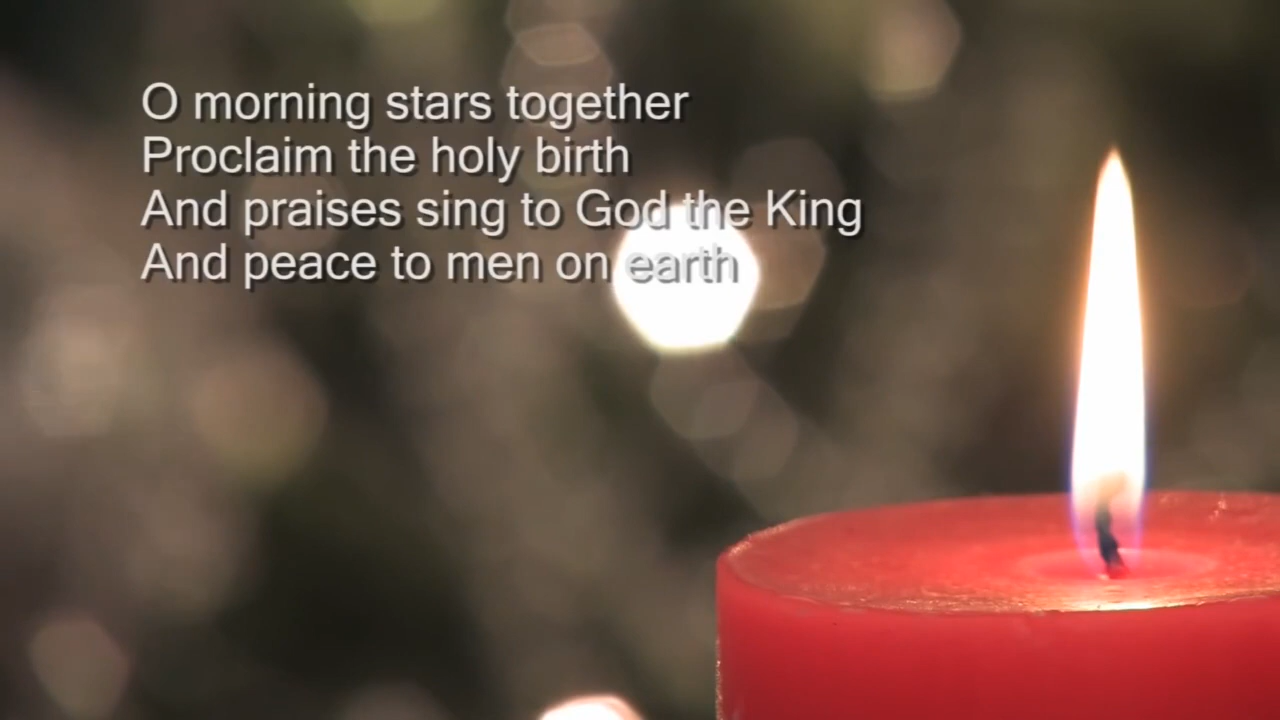 O morning stars together
Proclaim the holy birth
And praises sing to God the King
And peace to men on earth